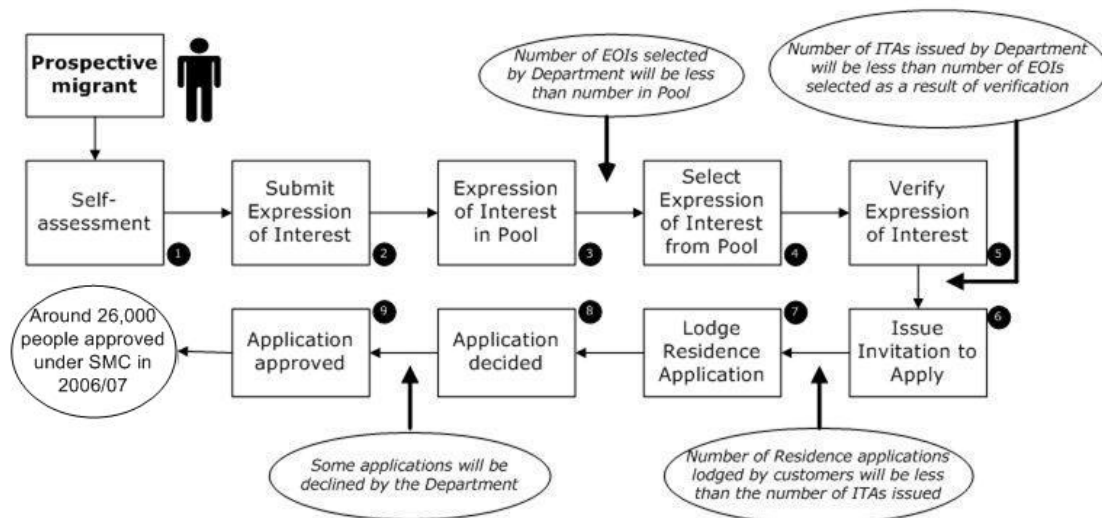 Prospective
migrant
Number of EOIs selected
by Department will be less
than number in Pool
Number of ITAs issued by Department
will be less than number of EOIs
selected as a result of verification
Self-
assessment
1
Submit
Expression
of Interest
2
Expression
of Interest
in Pool
3
Select
Expression
of Interest
from Pool
4
Verify
Expression
of Interest
5
Issue
Invitation to
Apply
6
Lodge
Residence
Application
7
Application
decided
8
Application
approved
9
Around 26,000
people approved
under SMC in
2006/07
Some applications will be
declined by the Department
Number of Residence applications
lodged by customers will be less
than the number of ITAs issued